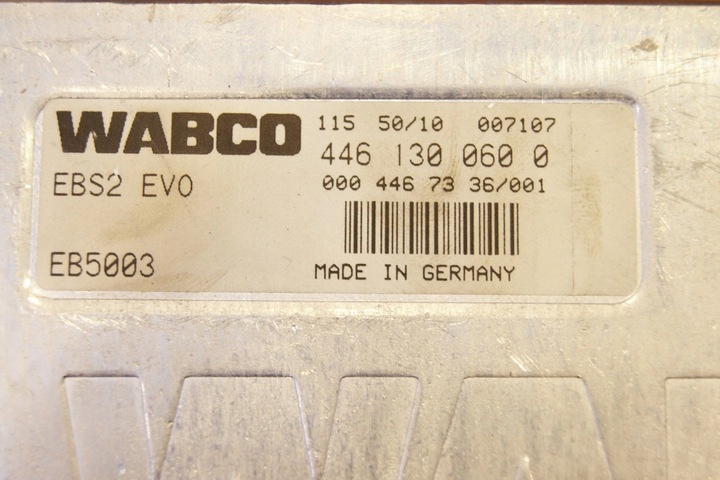 WABCO
115 50/10 007107
446 130 060 0
EBS2 EVO
000 446 73 36/001
EB5003
MADE IN GERMANY